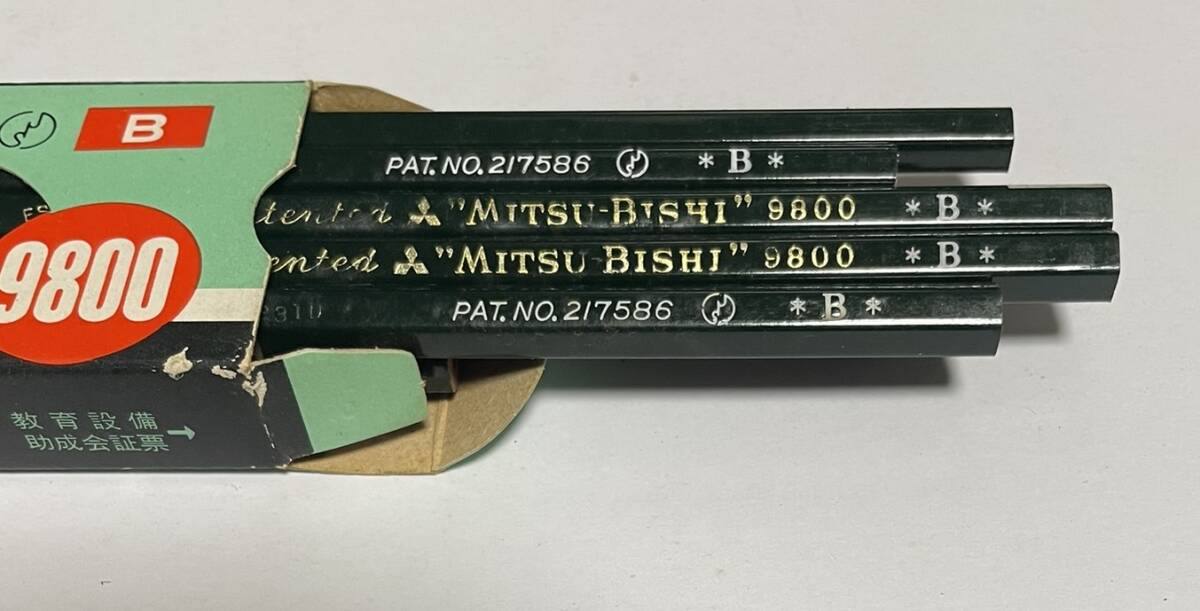 B
9800
教育設備
助成会証票→
PAT.NO.217586 * B *
"MITSU-BISHI" 9800 * B *
"MITSU-BISHI" 9800 * B *
PAT.NO.217586 * B *